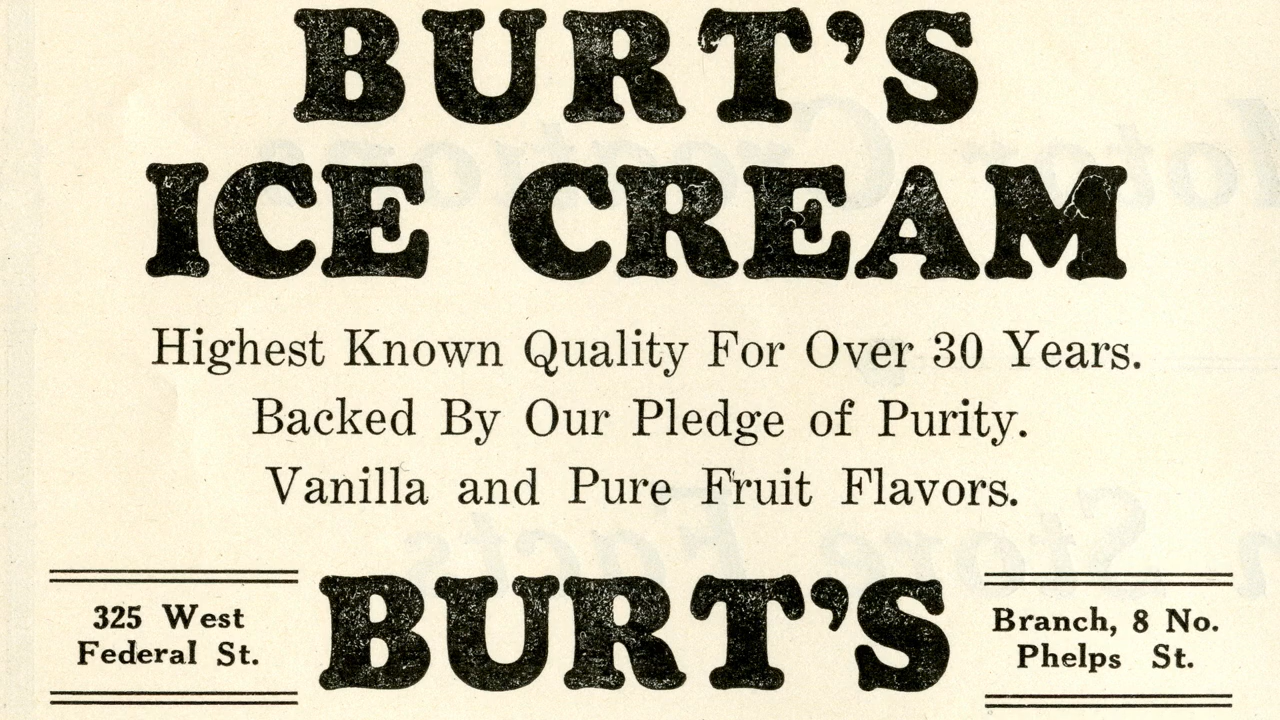 BURT'S
ICE CREAM
Highest Known Quality For Over 30 Years.
Backed By Our Pledge of Purity.
Vanilla and Pure Fruit Flavors.
325 West
Federal St.
BURT'S
Branch, 8 No.
Phelps St.